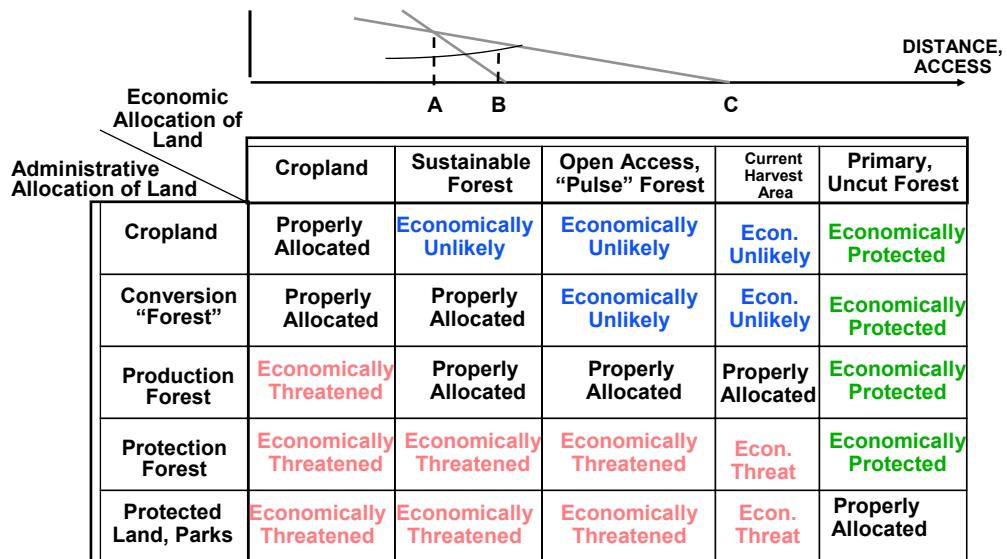 DISTANCE,
ACCESS
A
B
C
Economic
Allocation of
Land
Administrative
Allocation of Land
Cropland
Sustainable
Forest
Open Access,
“Pulse” Forest
Current
Harvest
Area
Primary,
Uncut Forest
Cropland
Properly
Allocated
Economically
Unlikely
Economically
Unlikely
Econ.
Unlikely
Economically
Protected
Conversion
“Forest”
Properly
Allocated
Properly
Allocated
Economically
Unlikely
Econ.
Unlikely
Economically
Protected
Production
Forest
Economically
Threatened
Properly
Allocated
Properly
Allocated
Properly
Allocated
Economically
Protected
Protection
Forest
Economically
Threatened
Economically
Threatened
Economically
Threatened
Econ.
Threat
Economically
Protected
Protected
Land, Parks
Economically
Threatened
Economically
Threatened
Economically
Threatened
Econ.
Threat
Properly
Allocated